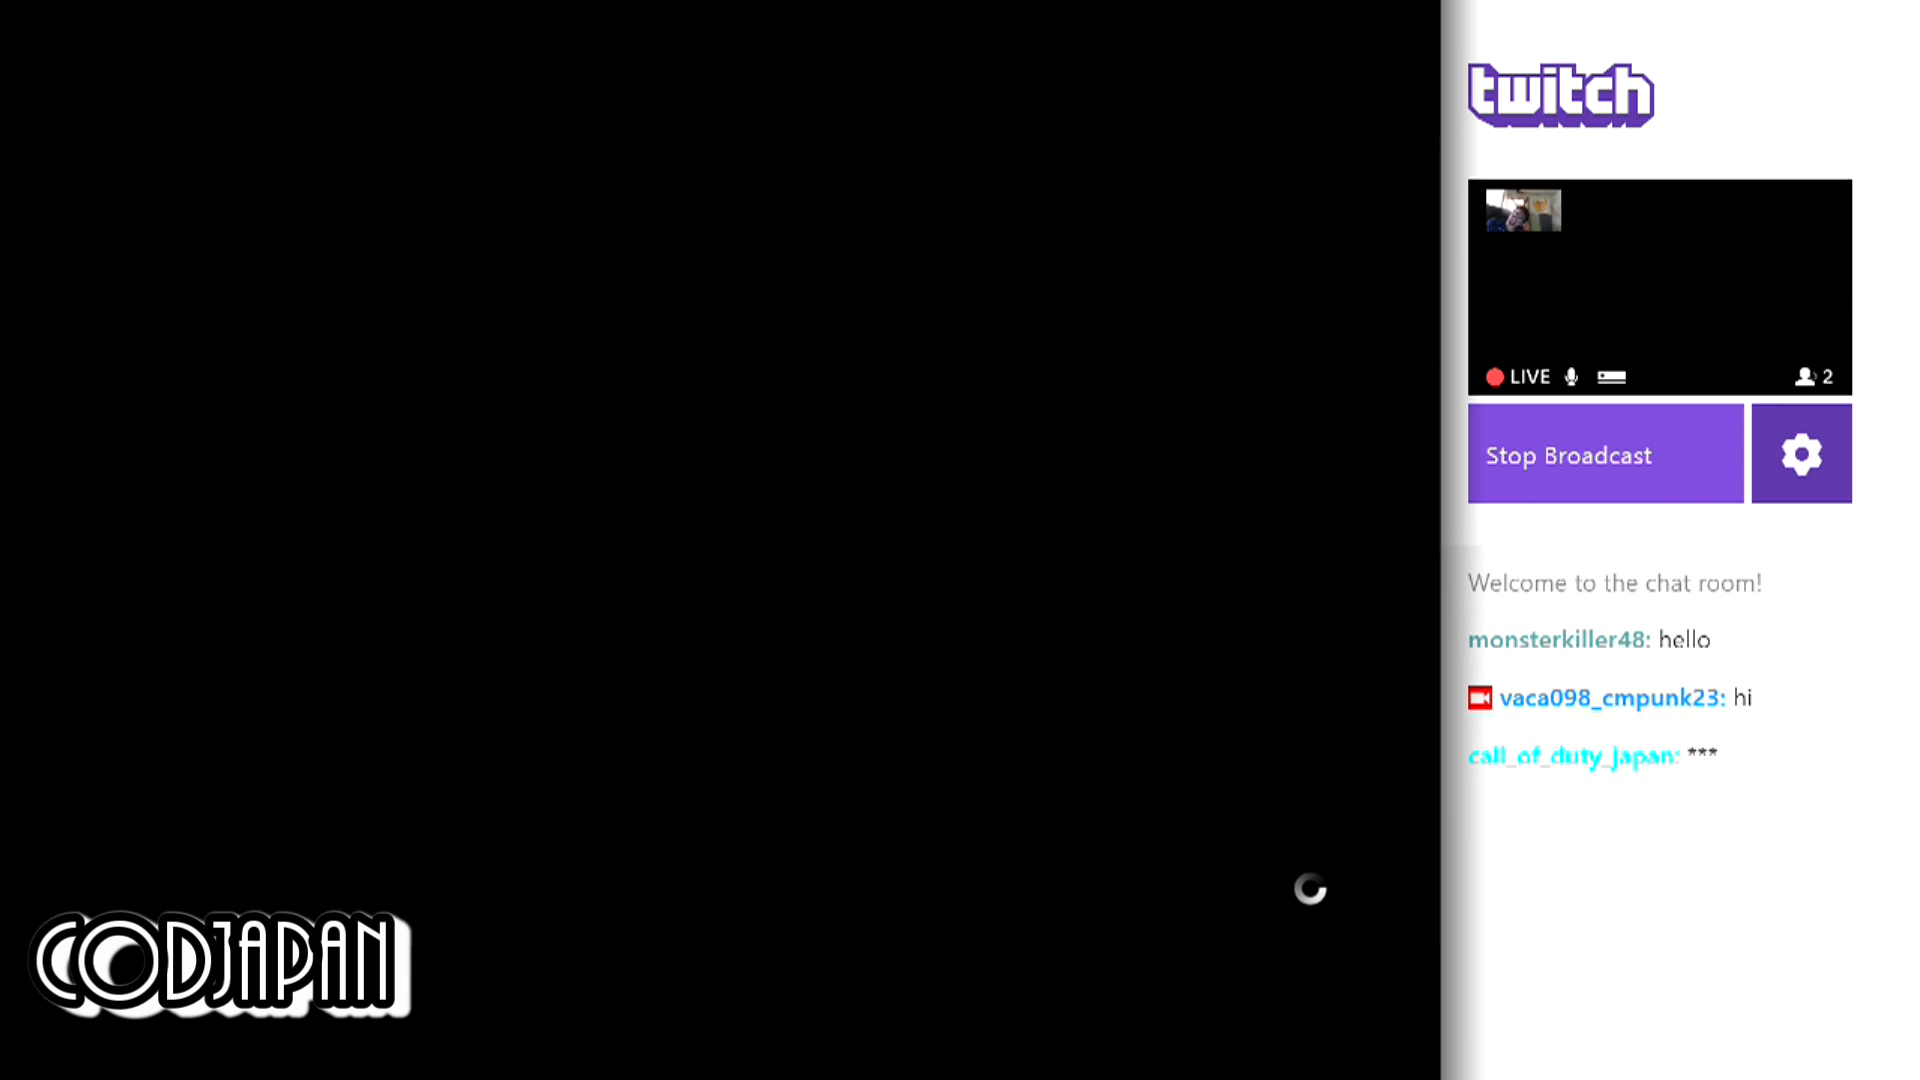 twitch
LIVE 2
Stop Broadcast
Welcome to the chat room!
monsterkiller48: hello
vaca098_cmpunk23: hi
call_of_duty_japan: ***
CODJAPAN